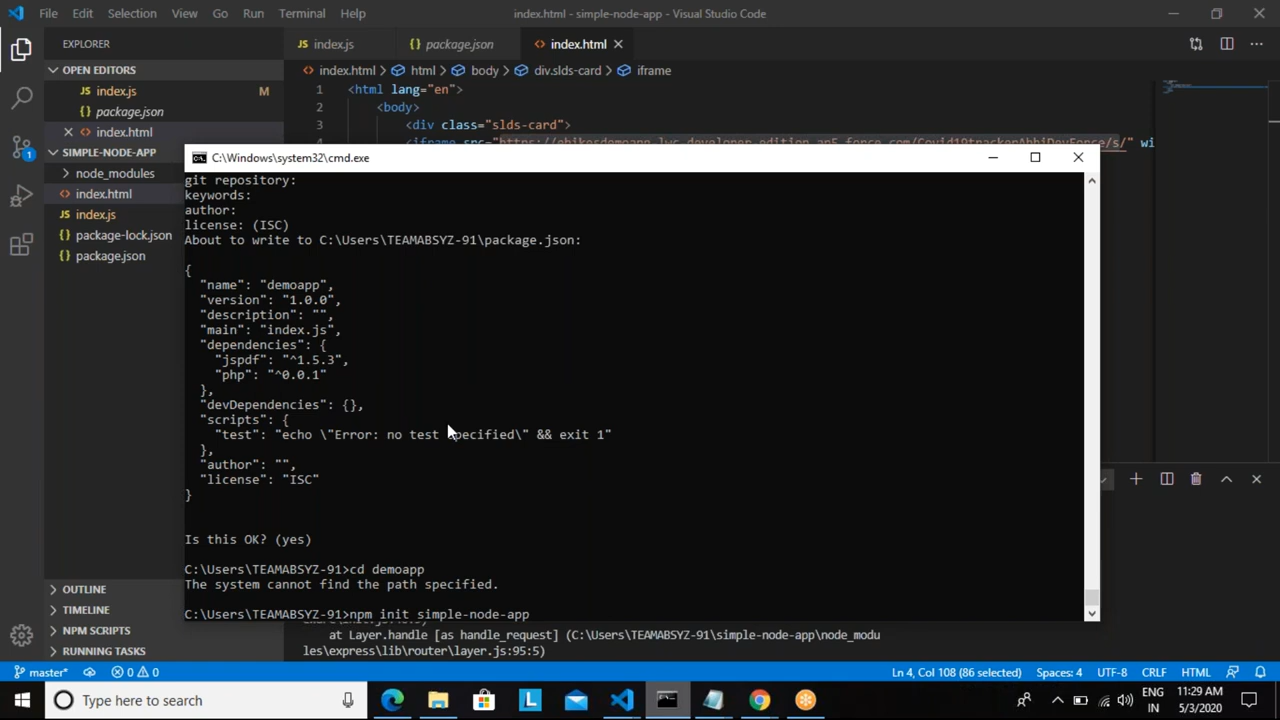 File Edit Selection View Go Run Terminal Help
index.html - simple-node-app - Visual Studio Code
EXPLORER
index.js
package.json
index.html
OPEN EDITORS
index.js M
package.json
index.html
SIMPLE-NODE-APP
node_modules
index.html
index.js
package-lock.json
package.json
OUTLINE
TIMELINE
NPM SCRIPTS
RUNNING TASKS
index.html > html > body > div.slds-card > iframe
1 <html lang="en">
2 <body>
3 <div class="slds-card">
C:\Windows\system32\cmd.exe
git repository:
keywords:
author:
license: (ISC)
About to write to C:\Users\TEAMABSYZ-91\package.json:
{
"name": "demoapp",
"version": "1.0.0",
"description": "",
"main": "index.js",
"dependencies": {
"jspdf": "^1.5.3",
"php": "^0.0.1"
},
"devDependencies": {},
"scripts": {
"test": "echo \"Error: no test specified\" && exit 1"
},
"author": "",
"license": "ISC"
}
Is this OK? (yes)
C:\Users\TEAMABSYZ-91>cd demoapp
The system cannot find the path specified.
C:\Users\TEAMABSYZ-91>npm init simple-node-app
at Layer.handle [as handle_request] (C:\Users\TEAMABSYZ-91\simple-node-app\node_modu
les\express\lib\router\layer.js:95:5)
master* 0 0
Ln 4, Col 108 (86 selected) Spaces: 4 UTF-8 CRLF HTML
Type here to search
ENG
IN
11:29 AM
5/3/2020